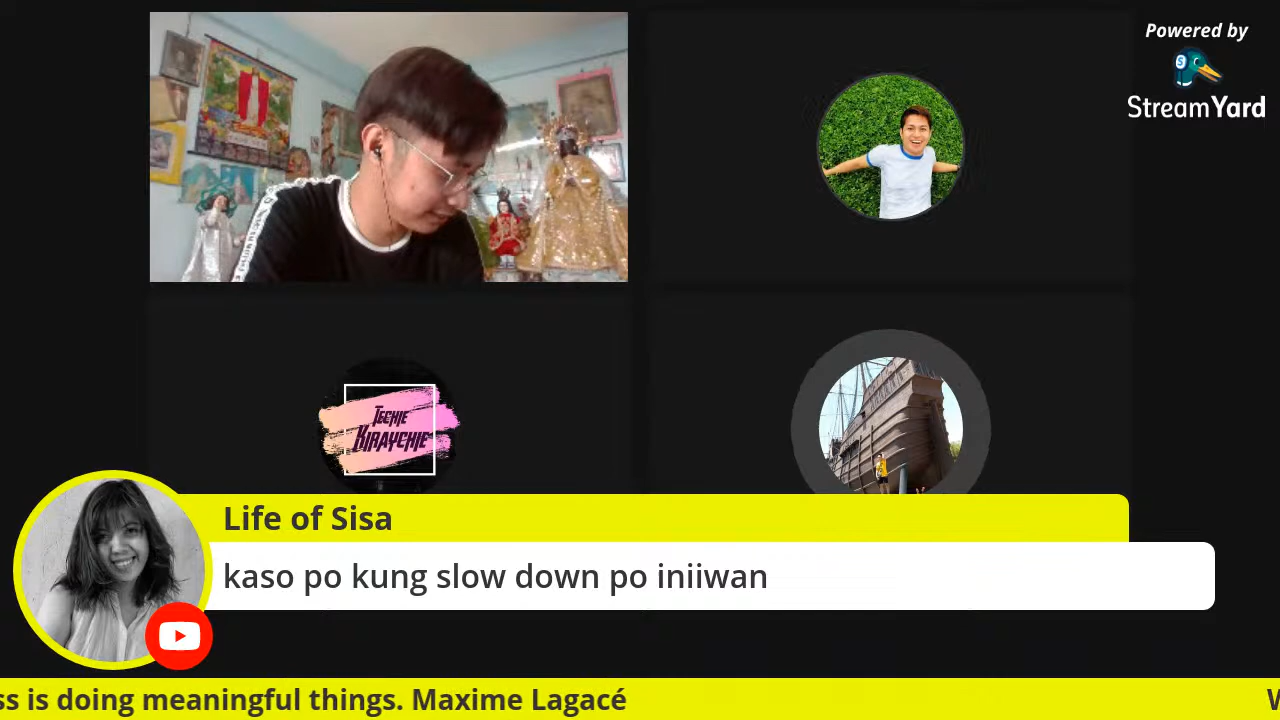 Powered by
StreamYard
TECHIE
KIRAYCHIE
Life of Sisa
kaso po kung slow down po iniiwan
ss is doing meaningful things. Maxime Lagacé
W